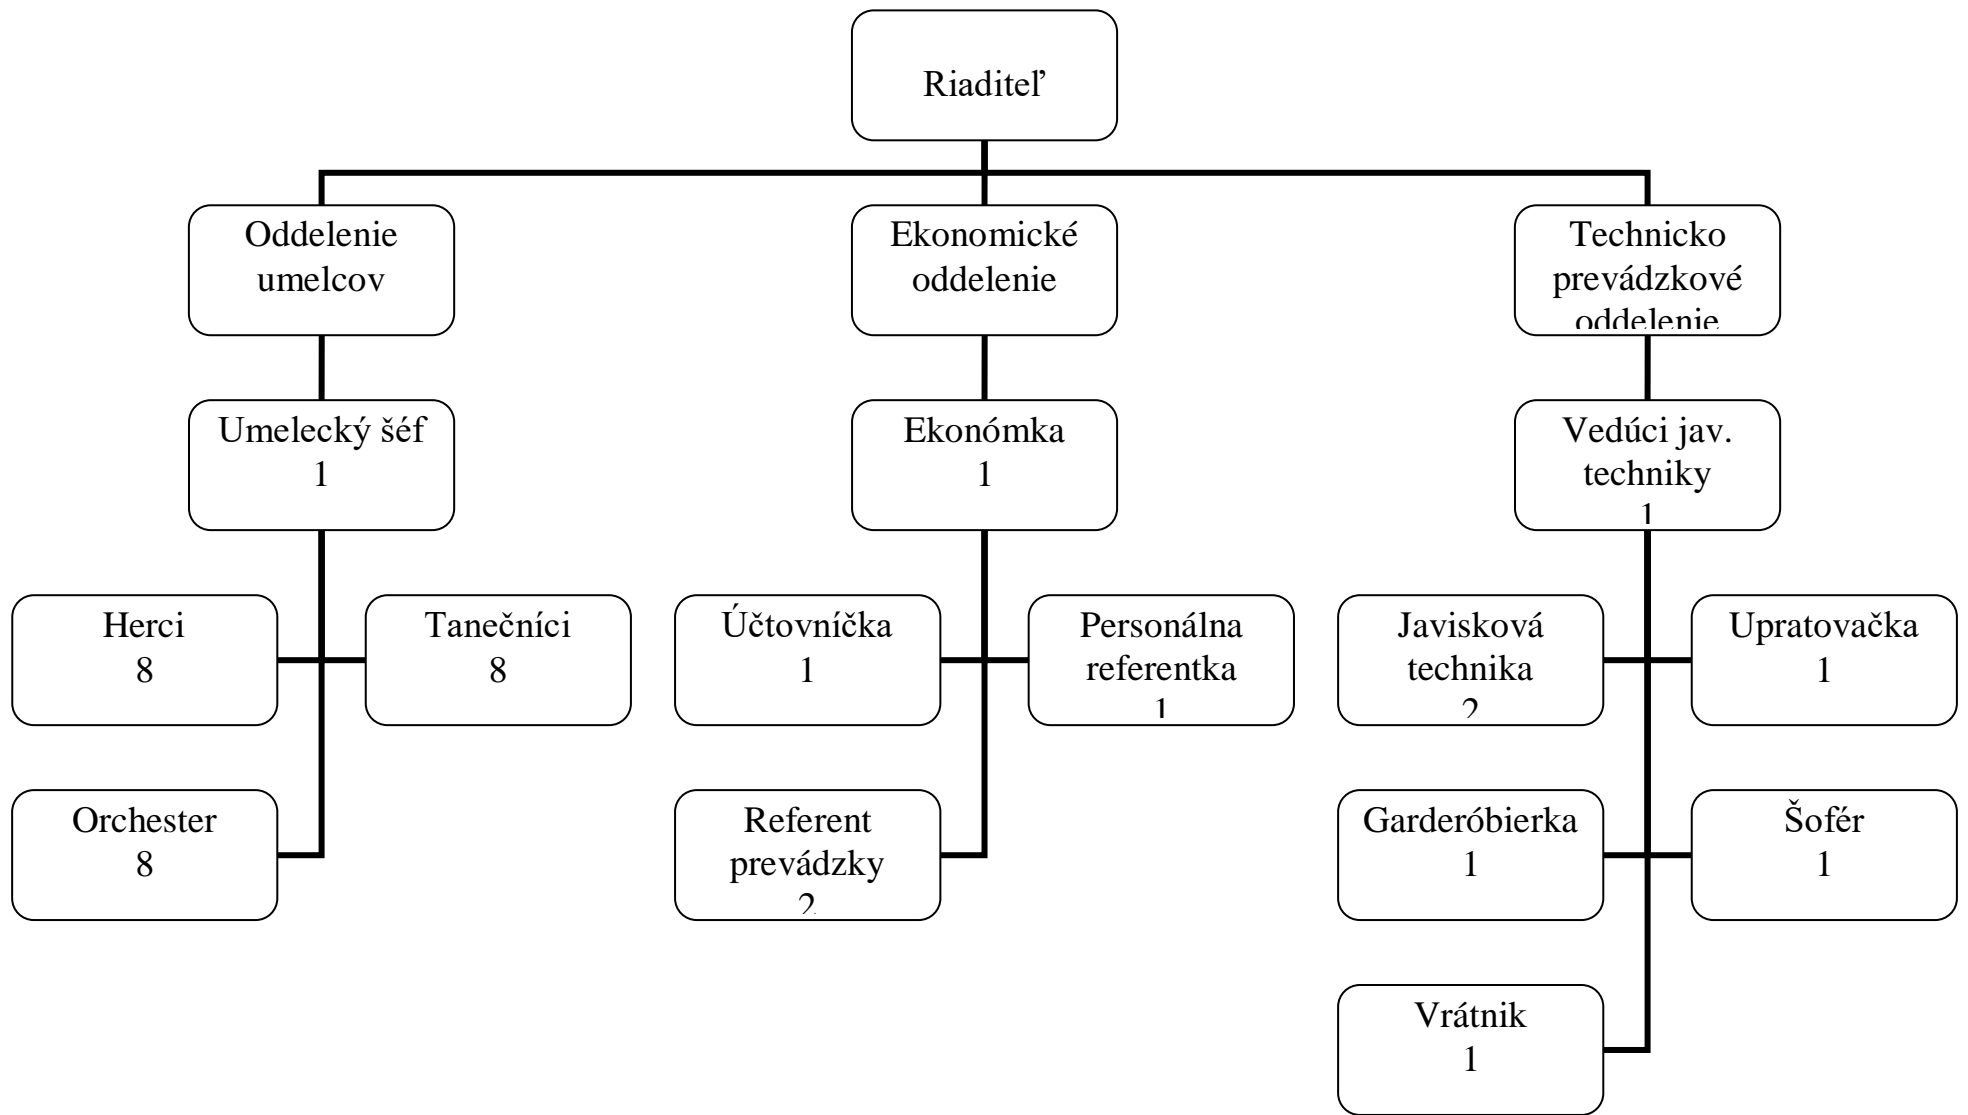 Riaditeľ
Oddelenie
umelcov
Ekonomické
oddelenie
Technicko
prevádzkové
oddelenie
Umelecký šéf
1
Ekonómka
1
Vedúci jav.
techniky
1
Herci
8
Tanečníci
8
Účtovníčka
1
Personálna
referentka
1
Javisková
technika
2
Upratovačka
1
Orchester
8
Referent
prevádzky
2
Garderóbierka
1
Šofér
1
Vrátnik
1